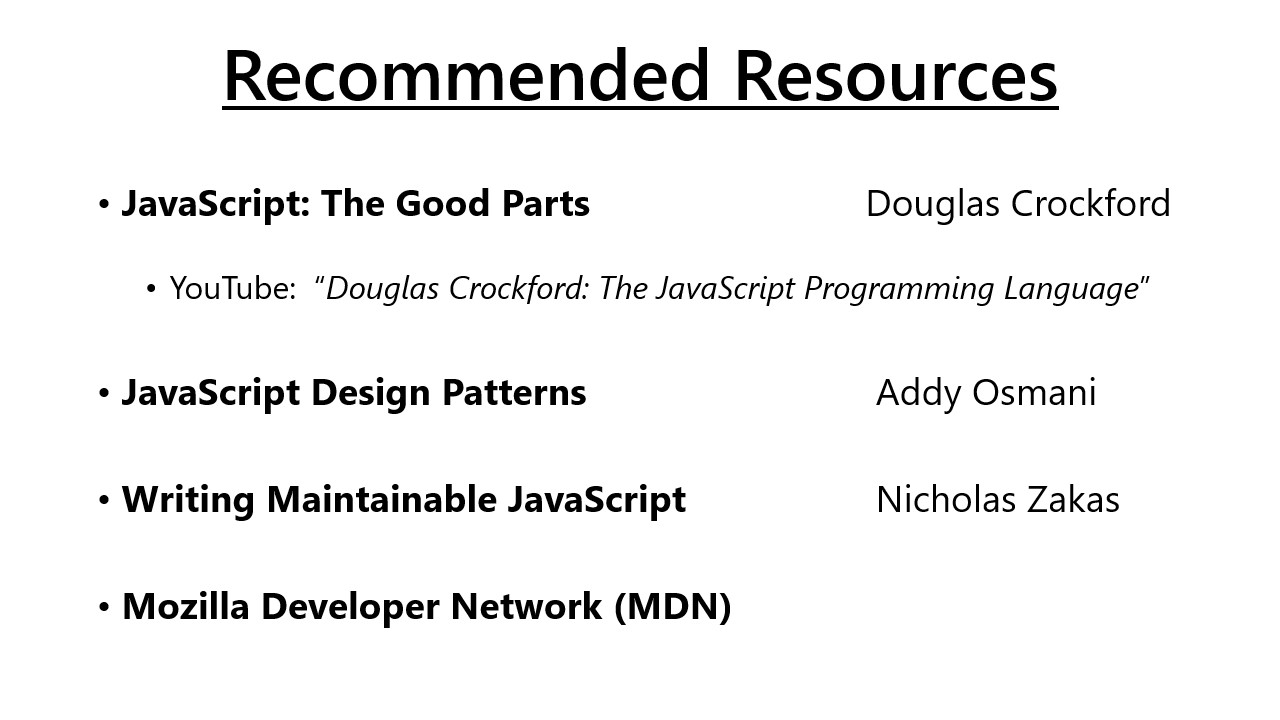 Recommended Resources
• JavaScript: The Good Parts Douglas Crockford
• YouTube: “Douglas Crockford: The JavaScript Programming Language”
• JavaScript Design Patterns Addy Osmani
• Writing Maintainable JavaScript Nicholas Zakas
• Mozilla Developer Network (MDN)